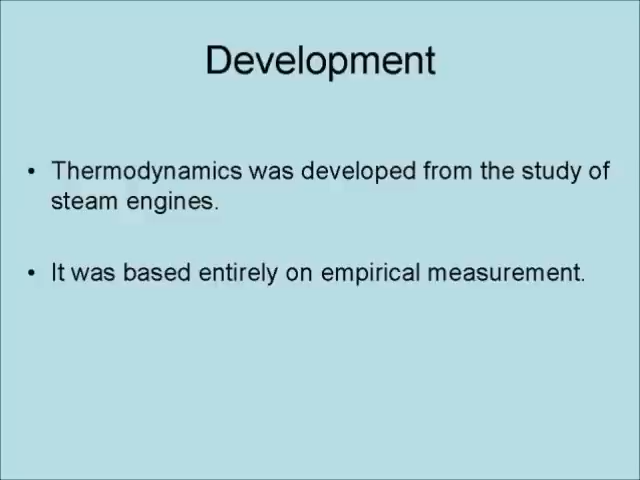 Development
• Thermodynamics was developed from the study of
steam engines.
• It was based entirely on empirical measurement.